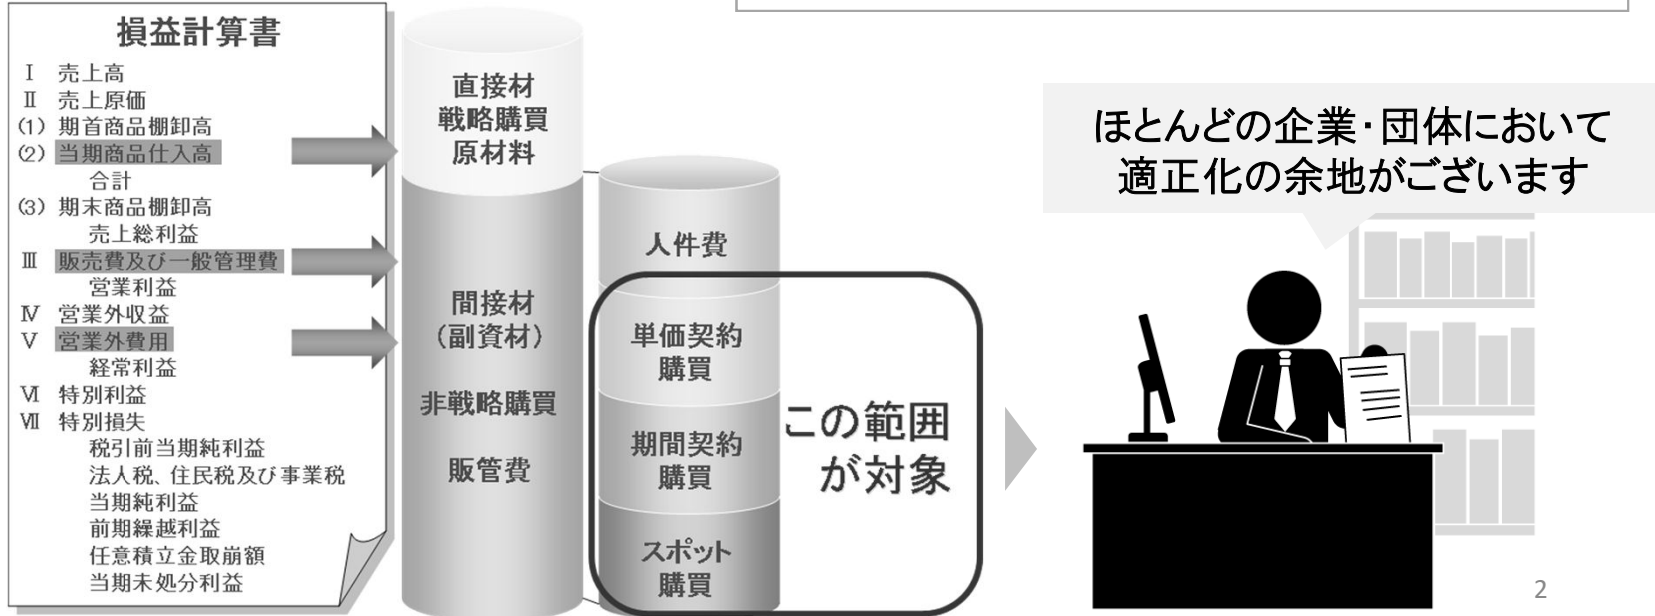 損益計算書
Ⅰ 売上高
Ⅱ 売上原価
(1) 期首商品棚卸高
(2) 当期商品仕入高
合計
(3) 期末商品棚卸高
売上総利益
Ⅲ 販売費及び一般管理費
営業利益
Ⅳ 営業外収益
Ⅴ 営業外費用
経常利益
Ⅵ 特別利益
Ⅶ 特別損失
税引前当期純利益
法人税、住民税及び事業税
当期純利益
前期繰越利益
任意積立金取崩額
当期未処分利益
直接材
戦略購買
原材料
間接材
(副資材)
非戦略購買
販管費
人件費
単価契約
購買
期間契約
購買
スポット
購買
この範囲
が対象
ほとんどの企業・団体において
適正化の余地がございます
2